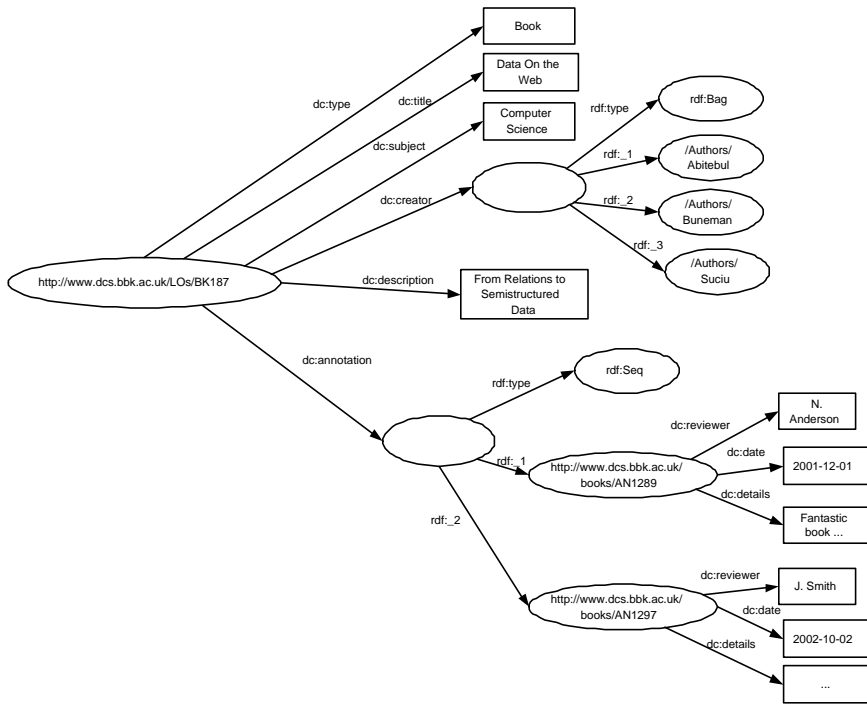 Book
dc:type
Data On the
Web
dc:title
Computer
Science
dc:subject
rdf:type
rdf:Bag
rdf:_1
/Authors/
Abitebul
dc:creator
rdf:_2
/Authors/
Buneman
rdf:_3
/Authors/
Suciu
http://www.dcs.bbk.ac.uk/LOs/BK187
dc:description
From Relations to
Semistructured
Data
dc:annotation
rdf:type
rdf:Seq
N.
Anderson
dc:reviewer
rdf:_1
http://www.dcs.bbk.ac.uk/
books/AN1289
dc:date
2001-12-01
dc:details
Fantastic
book ...
rdf:_2
dc:reviewer
J. Smith
http://www.dcs.bbk.ac.uk/
books/AN1297
dc:date
2002-10-02
dc:details
...